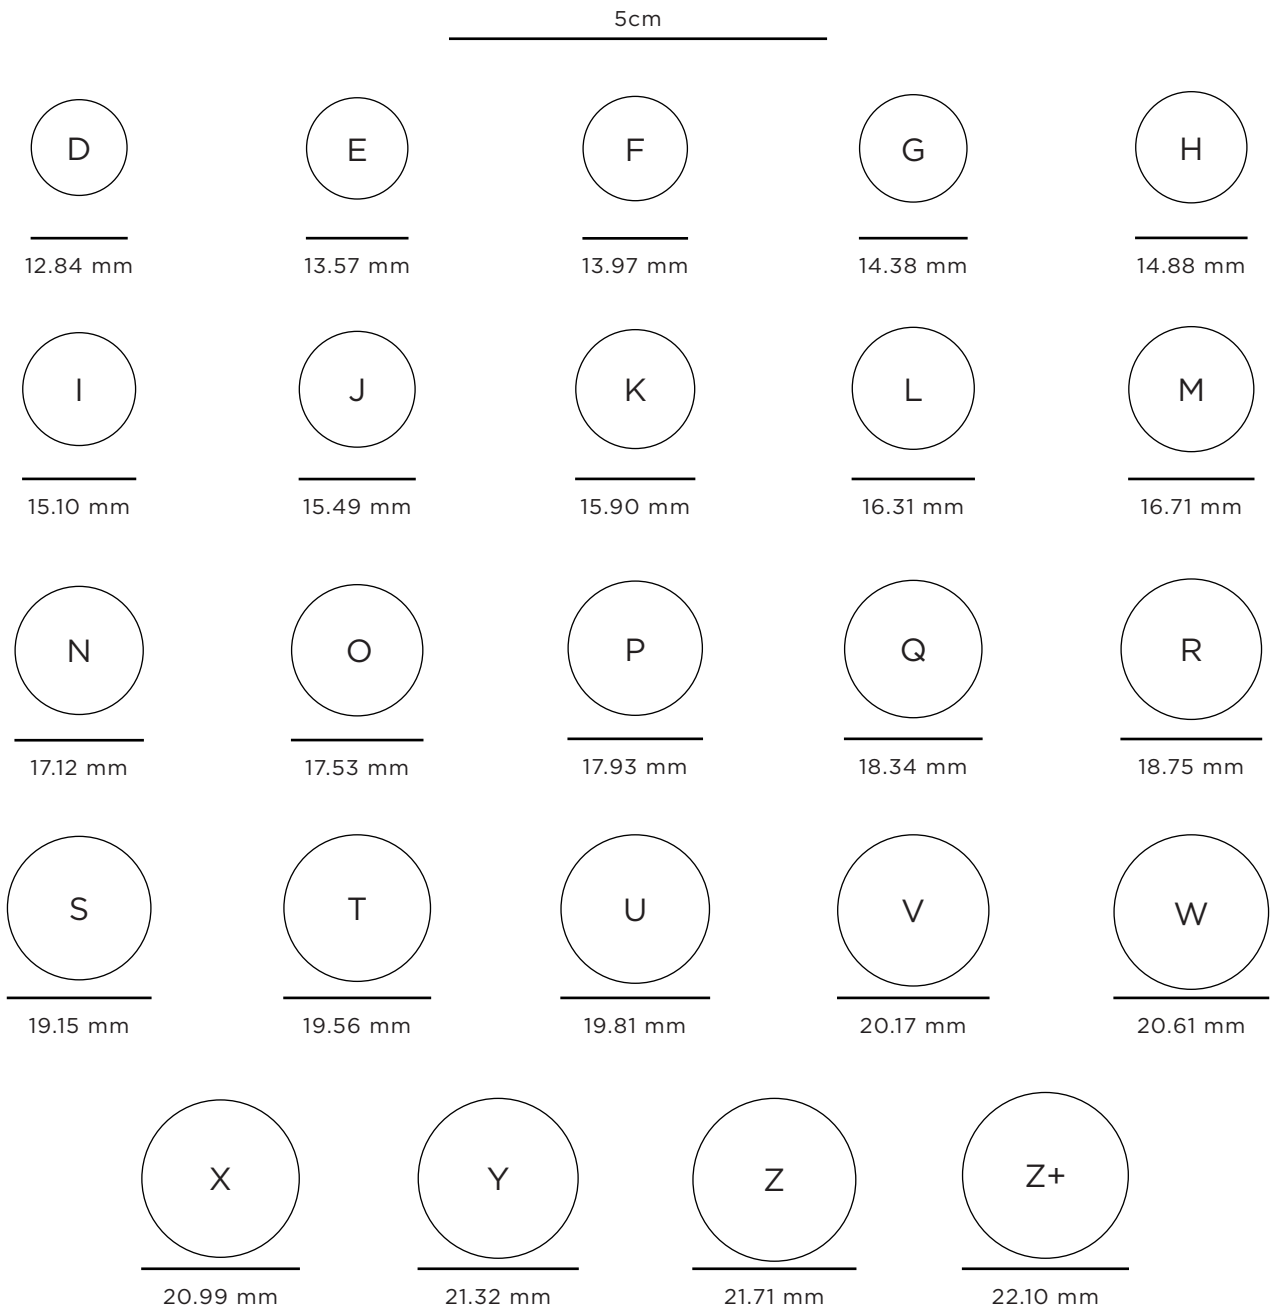 5cm
D E F G H
12.84 mm 13.57 mm 13.97 mm 14.38 mm 14.88 mm
I J K L M
15.10 mm 15.49 mm 15.90 mm 16.31 mm 16.71 mm
N O P Q R
17.12 mm 17.53 mm 17.93 mm 18.34 mm 18.75 mm
S T U V W
19.15 mm 19.56 mm 19.81 mm 20.17 mm 20.61 mm
X Y Z Z+
20.99 mm 21.32 mm 21.71 mm 22.10 mm